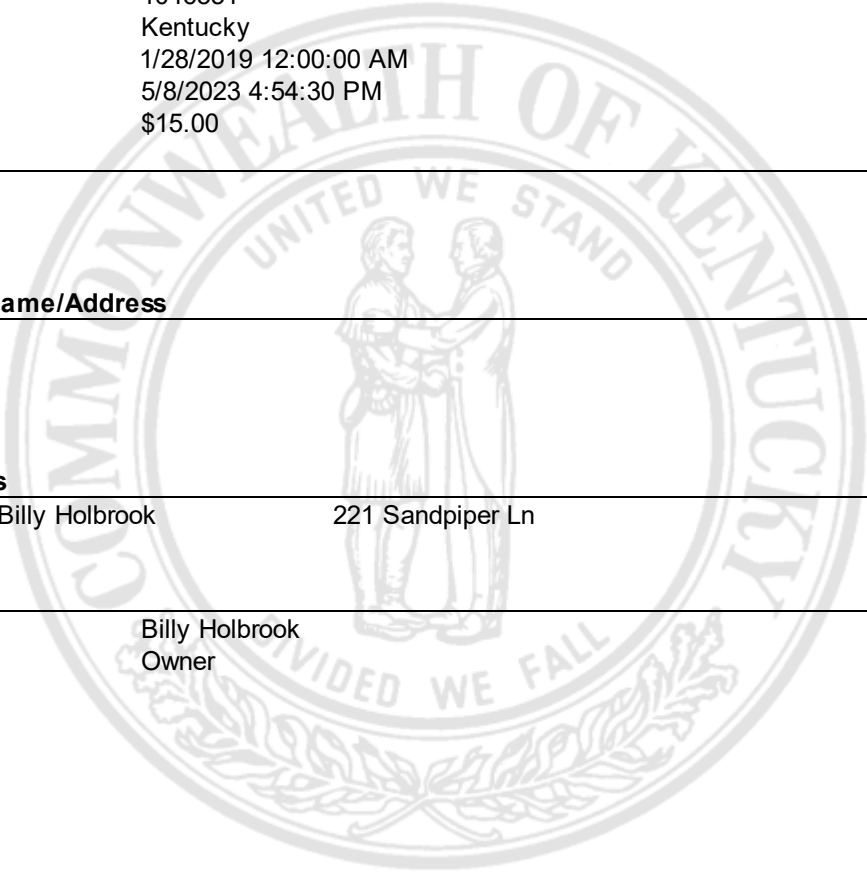 Kentucky
1/28/2019 12:00:00 AM
5/8/2023 4:54:30 PM
$15.00
COMMONWEALTH OF KENTUCKY
UNITED WE STAND
ame/Address
s
Billy Holbrook 221 Sandpiper Ln
Billy Holbrook
Owner
DIVIDED WE FALL